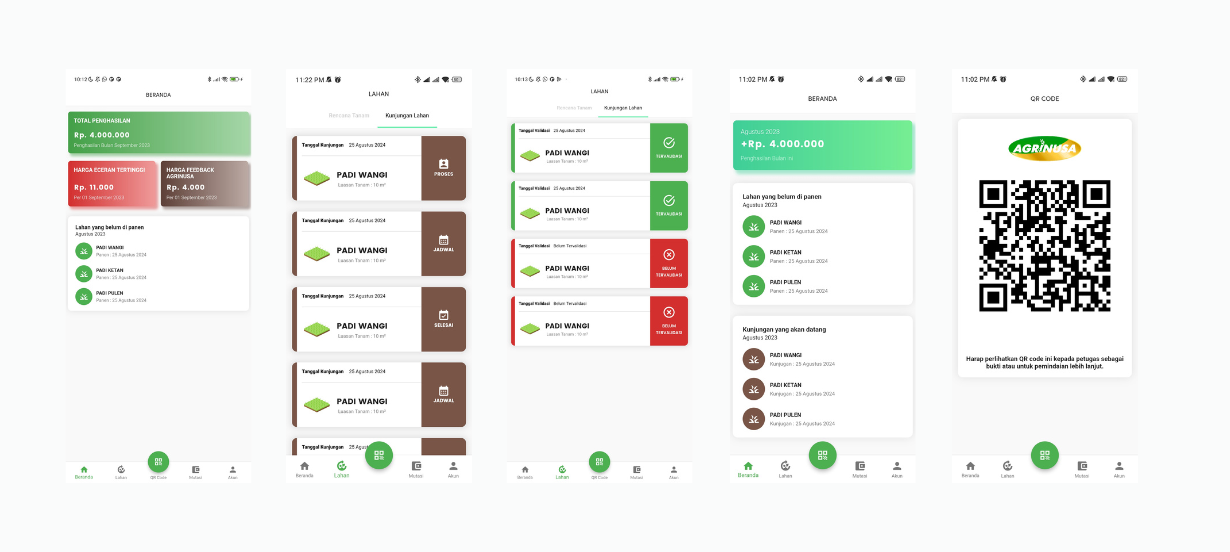 10:12
BERANDA
TOTAL PENGHASILAN
Rp. 4.000.000
Penghasilan Bulan September 2023
HARGA ECERAN TERTINGGI
Rp. 11.000
Per 01 September 2023
HARGA FEEDBACK
AGRINUSA
Rp. 4.000
Per 01 September 2023
Lahan yang belum di panen
Agustus 2023
PADI WANGI
Panen : 25 Agustus 2024
PADI KETAN
Panen : 25 Agustus 2024
PADI PULEN
Panen : 25 Agustus 2024
Beranda
Lahan
QR Code
Mutasi
Akun
11:22 PM
LAHAN
Rencana Tanam
Kunjungan Lahan
Tanggal Kunjungan 25 Agustus 2024
PADI WANGI
Luasan Tanam : 10 m²
PROSES
Tanggal Kunjungan 25 Agustus 2024
PADI WANGI
Luasan Tanam : 10 m²
JADWAL
Tanggal Kunjungan 25 Agustus 2024
PADI WANGI
Luasan Tanam : 10 m²
SELESAI
Tanggal Kunjungan 25 Agustus 2024
PADI WANGI
Luasan Tanam : 10 m²
JADWAL
Tanggal Kunjungan 25 Agus
Beranda
Lahan
Mutasi
Akun
10:13
LAHAN
Rencana Tanam
Kunjungan Lahan
Tanggal Validasi 25 Agustus 2024
PADI WANGI
Luasan Tanam : 10 m²
TERVALIDASI
Tanggal Validasi 25 Agustus 2024
PADI WANGI
Luasan Tanam : 10 m²
TERVALIDASI
Tanggal Validasi Belum Tervalidasi
PADI WANGI
Luasan Tanam : 10 m²
BELUM
TERVALIDASI
Tanggal Validasi Belum Tervalidasi
PADI WANGI
Luasan Tanam : 10 m²
BELUM
TERVALIDASI
Beranda
Lahan
QR Code
Mutasi
Akun
11:02 PM
BERANDA
Agustus 2023
+Rp. 4.000.000
Penghasilan Bulan Ini
Lahan yang belum di panen
Agustus 2023
PADI WANGI
Panen : 25 Agustus 2024
PADI KETAN
Panen : 25 Agustus 2024
PADI PULEN
Panen : 25 Agustus 2024
Kunjungan yang akan datang
Agustus 2023
PADI WANGI
Kunjugan : 25 Agustus 2024
PADI KETAN
Kunjugan : 25 Agustus 2024
PADI PULEN
Kunjugan : 25 Agustus 2024
Beranda
Lahan
Mutasi
Akun
11:02 PM
QR CODE
AGRINUSA
Harap perlihatkan QR code ini kepada petugas sebagai
bukti atau untuk pemindaian lebih lanjut.
Beranda
Lahan
Mutasi
Akun